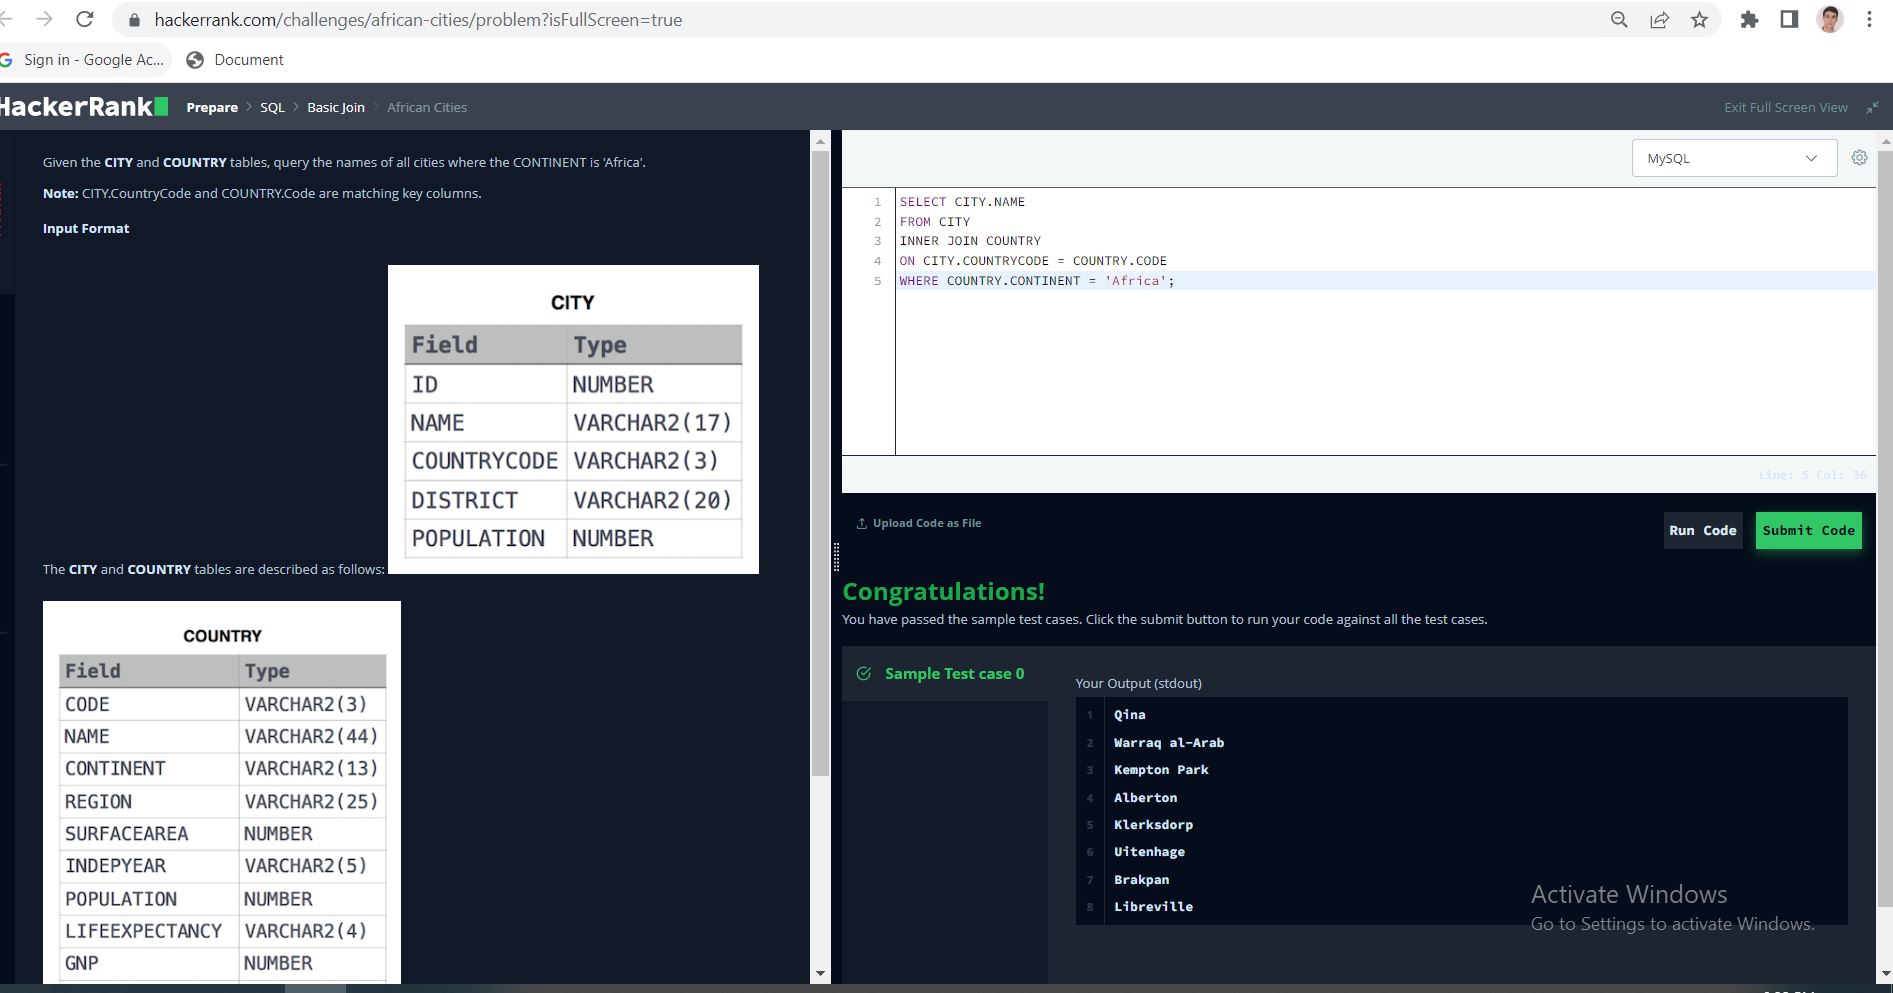 hackerrank.com/challenges/african-cities/problem?isFullScreen=true
Sign in - Google Ac... Document
HackerRank Prepare > SQL > Basic Join > African Cities Exit Full Screen View
Given the CITY and COUNTRY tables, query the names of all cities where the CONTINENT is 'Africa'.
Note: CITY.CountryCode and COUNTRY.Code are matching key columns.
Input Format
CITY
Field Type
ID NUMBER
NAME VARCHAR2(17)
COUNTRYCODE VARCHAR2(3)
DISTRICT VARCHAR2(20)
POPULATION NUMBER
The CITY and COUNTRY tables are described as follows:
COUNTRY
Field Type
CODE VARCHAR2(3)
NAME VARCHAR2(44)
CONTINENT VARCHAR2(13)
REGION VARCHAR2(25)
SURFACEAREA NUMBER
INDEPYEAR VARCHAR2(5)
POPULATION NUMBER
LIFEEXPECTANCY VARCHAR2(4)
GNP NUMBER
MySQL
1 SELECT CITY.NAME
2 FROM CITY
3 INNER JOIN COUNTRY
4 ON CITY.COUNTRYCODE = COUNTRY.CODE
5 WHERE COUNTRY.CONTINENT = 'Africa';
Line: 5 Col: 36
Upload Code as File Run Code Submit Code
Congratulations!
You have passed the sample test cases. Click the submit button to run your code against all the test cases.
Sample Test case 0
Your Output (stdout)
1 Qina
2 Warraq al-Arab
3 Kempton Park
4 Alberton
5 Klerksdorp
6 Uitenhage
7 Brakpan
8 Libreville
Activate Windows
Go to Settings to activate Windows.